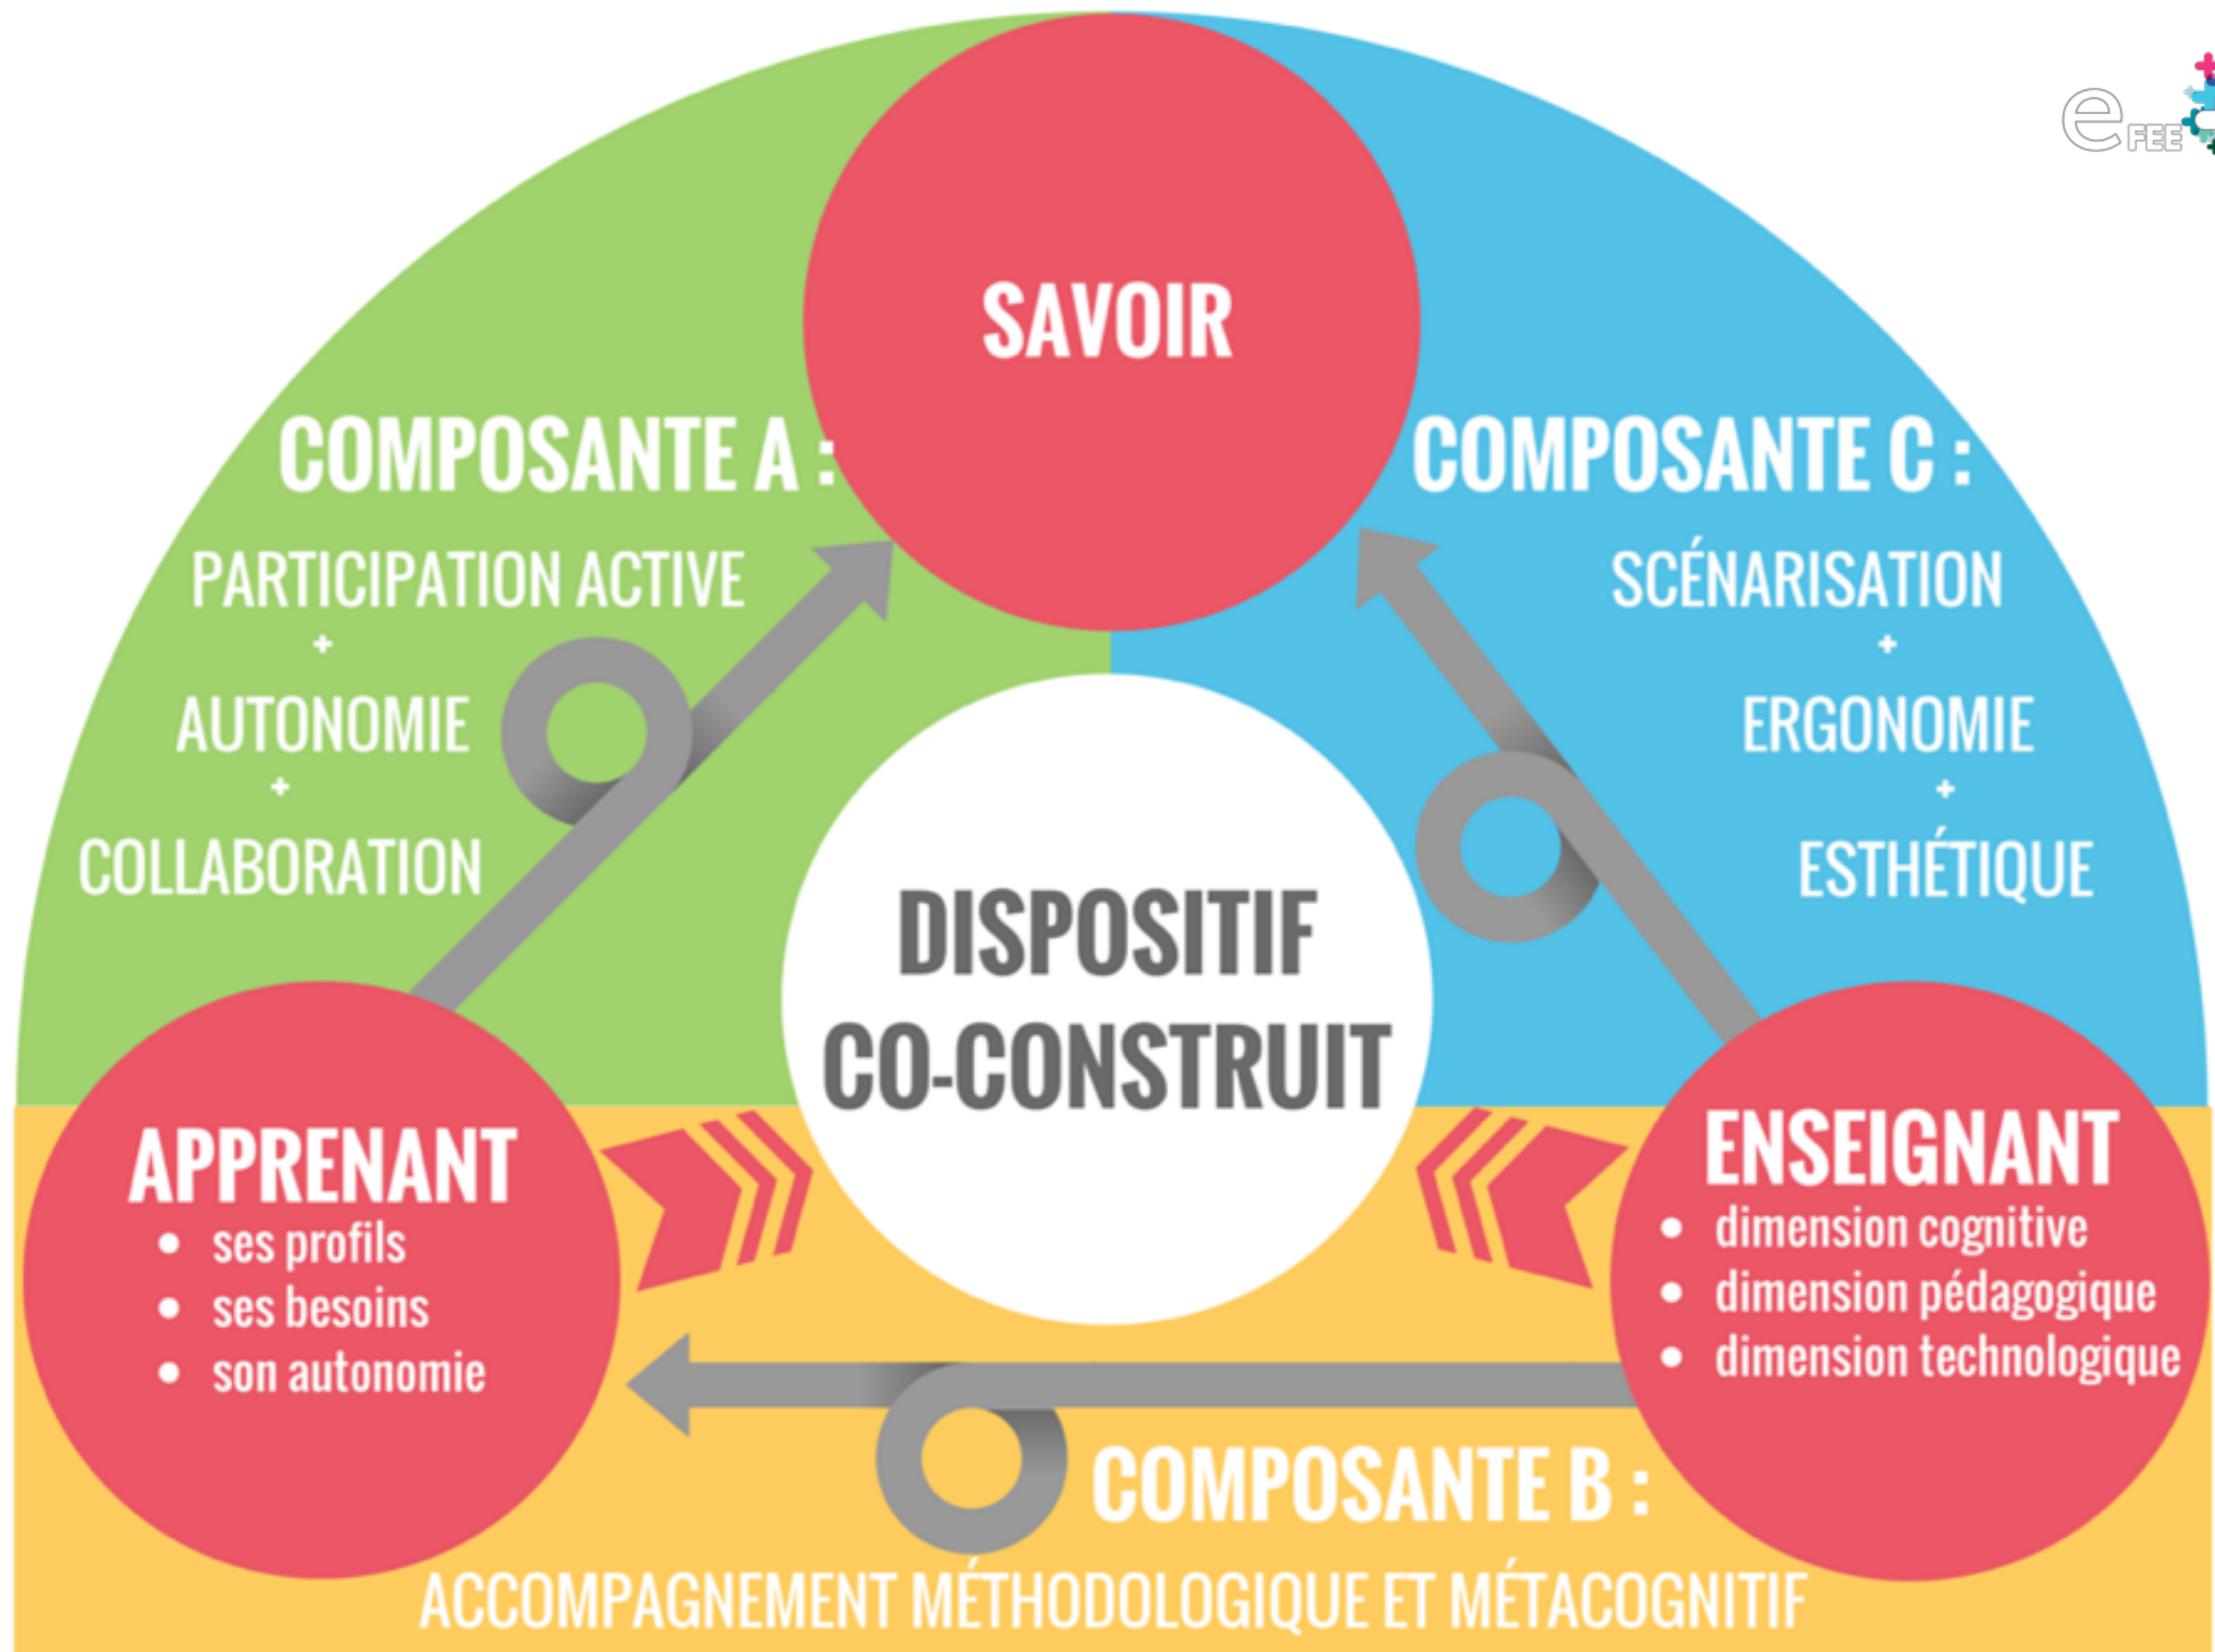 e FEE
SAVOIR
COMPOSANTE A :
PARTICIPATION ACTIVE
+
AUTONOMIE
+
COLLABORATION
COMPOSANTE C :
SCÉNARISATION
+
ERGONOMIE
+
ESTHÉTIQUE
DISPOSITIF
CO-CONSTRUIT
APPRENANT
• ses profils
• ses besoins
• son autonomie
ENSEIGNANT
• dimension cognitive
• dimension pédagogique
• dimension technologique
COMPOSANTE B :
ACCOMPAGNEMENT MÉTHODOLOGIQUE ET MÉTACOGNITIF